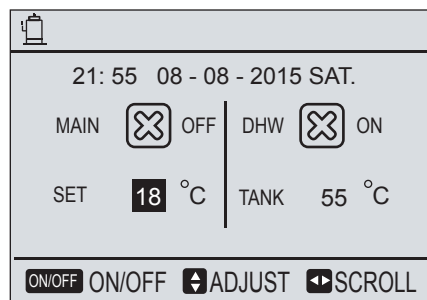 21: 55 08 - 08 - 2015 SAT.
MAIN OFF DHW ON
SET 18 °C TANK 55 °C
ON/OFF ON/OFF ADJUST SCROLL